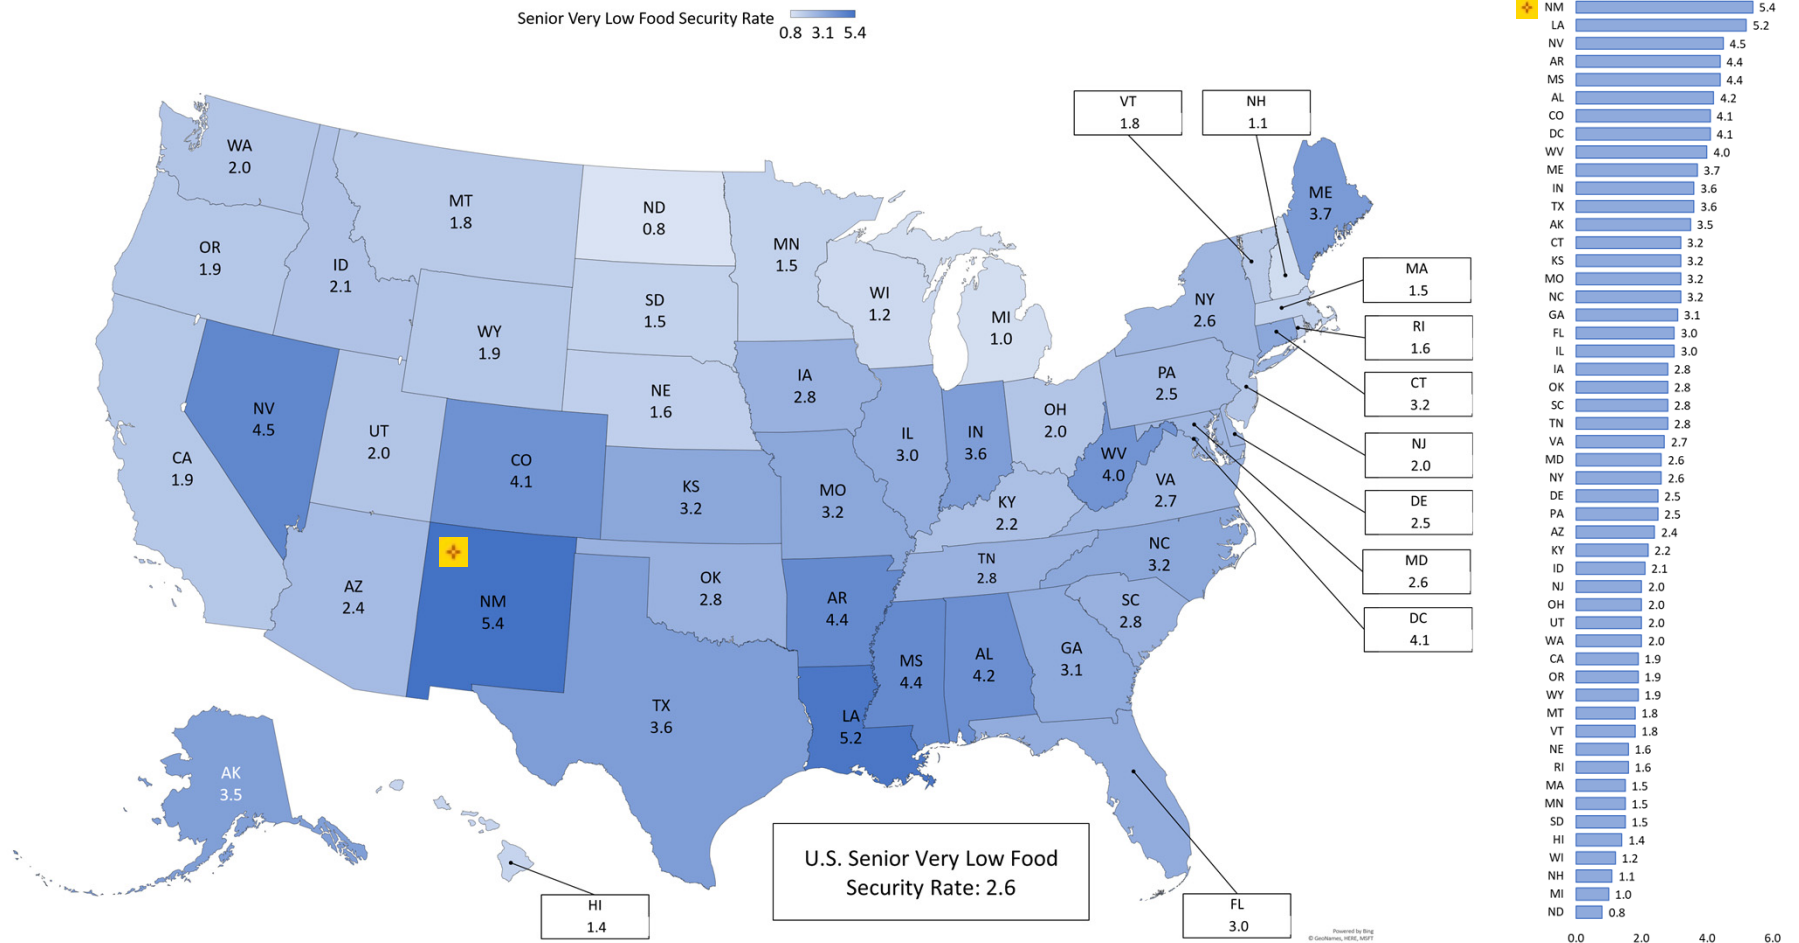 Senior Very Low Food Security Rate
0.8 3.1 5.4
WA
2.0
OR
1.9
CA
1.9
ID
2.1
NV
4.5
MT
1.8
WY
1.9
UT
2.0
AZ
2.4
CO
4.1
NM
5.4
ND
0.8
SD
1.5
NE
1.6
KS
3.2
OK
2.8
TX
3.6
MN
1.5
IA
2.8
MO
3.2
AR
4.4
LA
5.2
WI
1.2
IL
3.0
MI
1.0
IN
3.6
OH
2.0
KY
2.2
TN
2.8
MS
4.4
AL
4.2
GA
3.1
SC
2.8
NC
3.2
VA
2.7
WV
4.0
PA
2.5
NY
2.6
ME
3.7
VT
1.8
NH
1.1
MA
1.5
RI
1.6
CT
3.2
NJ
2.0
DE
2.5
MD
2.6
DC
4.1
FL
3.0
AK
3.5
HI
1.4
U.S. Senior Very Low Food
Security Rate: 2.6
Powered by Bing
© GeoNames, HERE, MSFT
NM 5.4
LA 5.2
NV 4.5
AR 4.4
MS 4.4
AL 4.2
CO 4.1
DC 4.1
WV 4.0
ME 3.7
IN 3.6
TX 3.6
AK 3.5
CT 3.2
KS 3.2
MO 3.2
NC 3.2
GA 3.1
FL 3.0
IL 3.0
IA 2.8
OK 2.8
SC 2.8
TN 2.8
VA 2.7
MD 2.6
NY 2.6
DE 2.5
PA 2.5
AZ 2.4
KY 2.2
ID 2.1
NJ 2.0
OH 2.0
UT 2.0
WA 2.0
CA 1.9
OR 1.9
WY 1.9
MT 1.8
VT 1.8
NE 1.6
RI 1.6
MA 1.5
MN 1.5
SD 1.5
HI 1.4
WI 1.2
NH 1.1
MI 1.0
ND 0.8
0.0 2.0 4.0 6.0